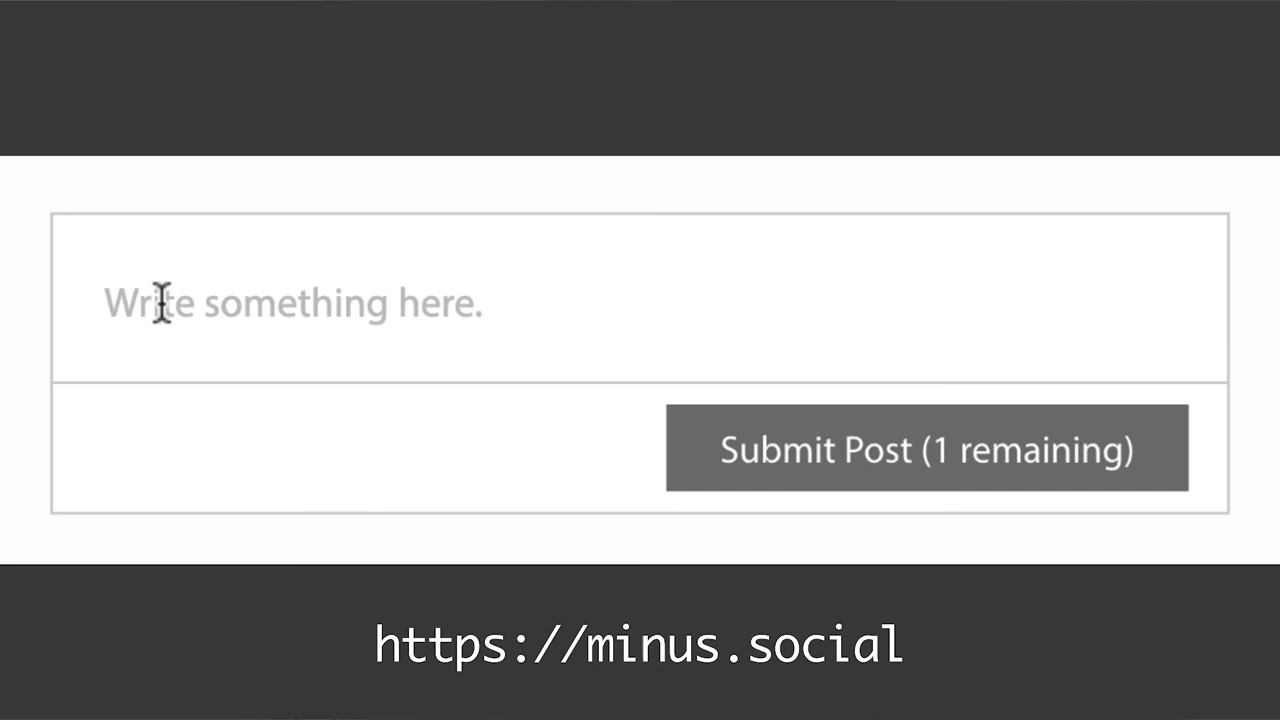 Write something here.
Submit Post (1 remaining)
https://minus.social